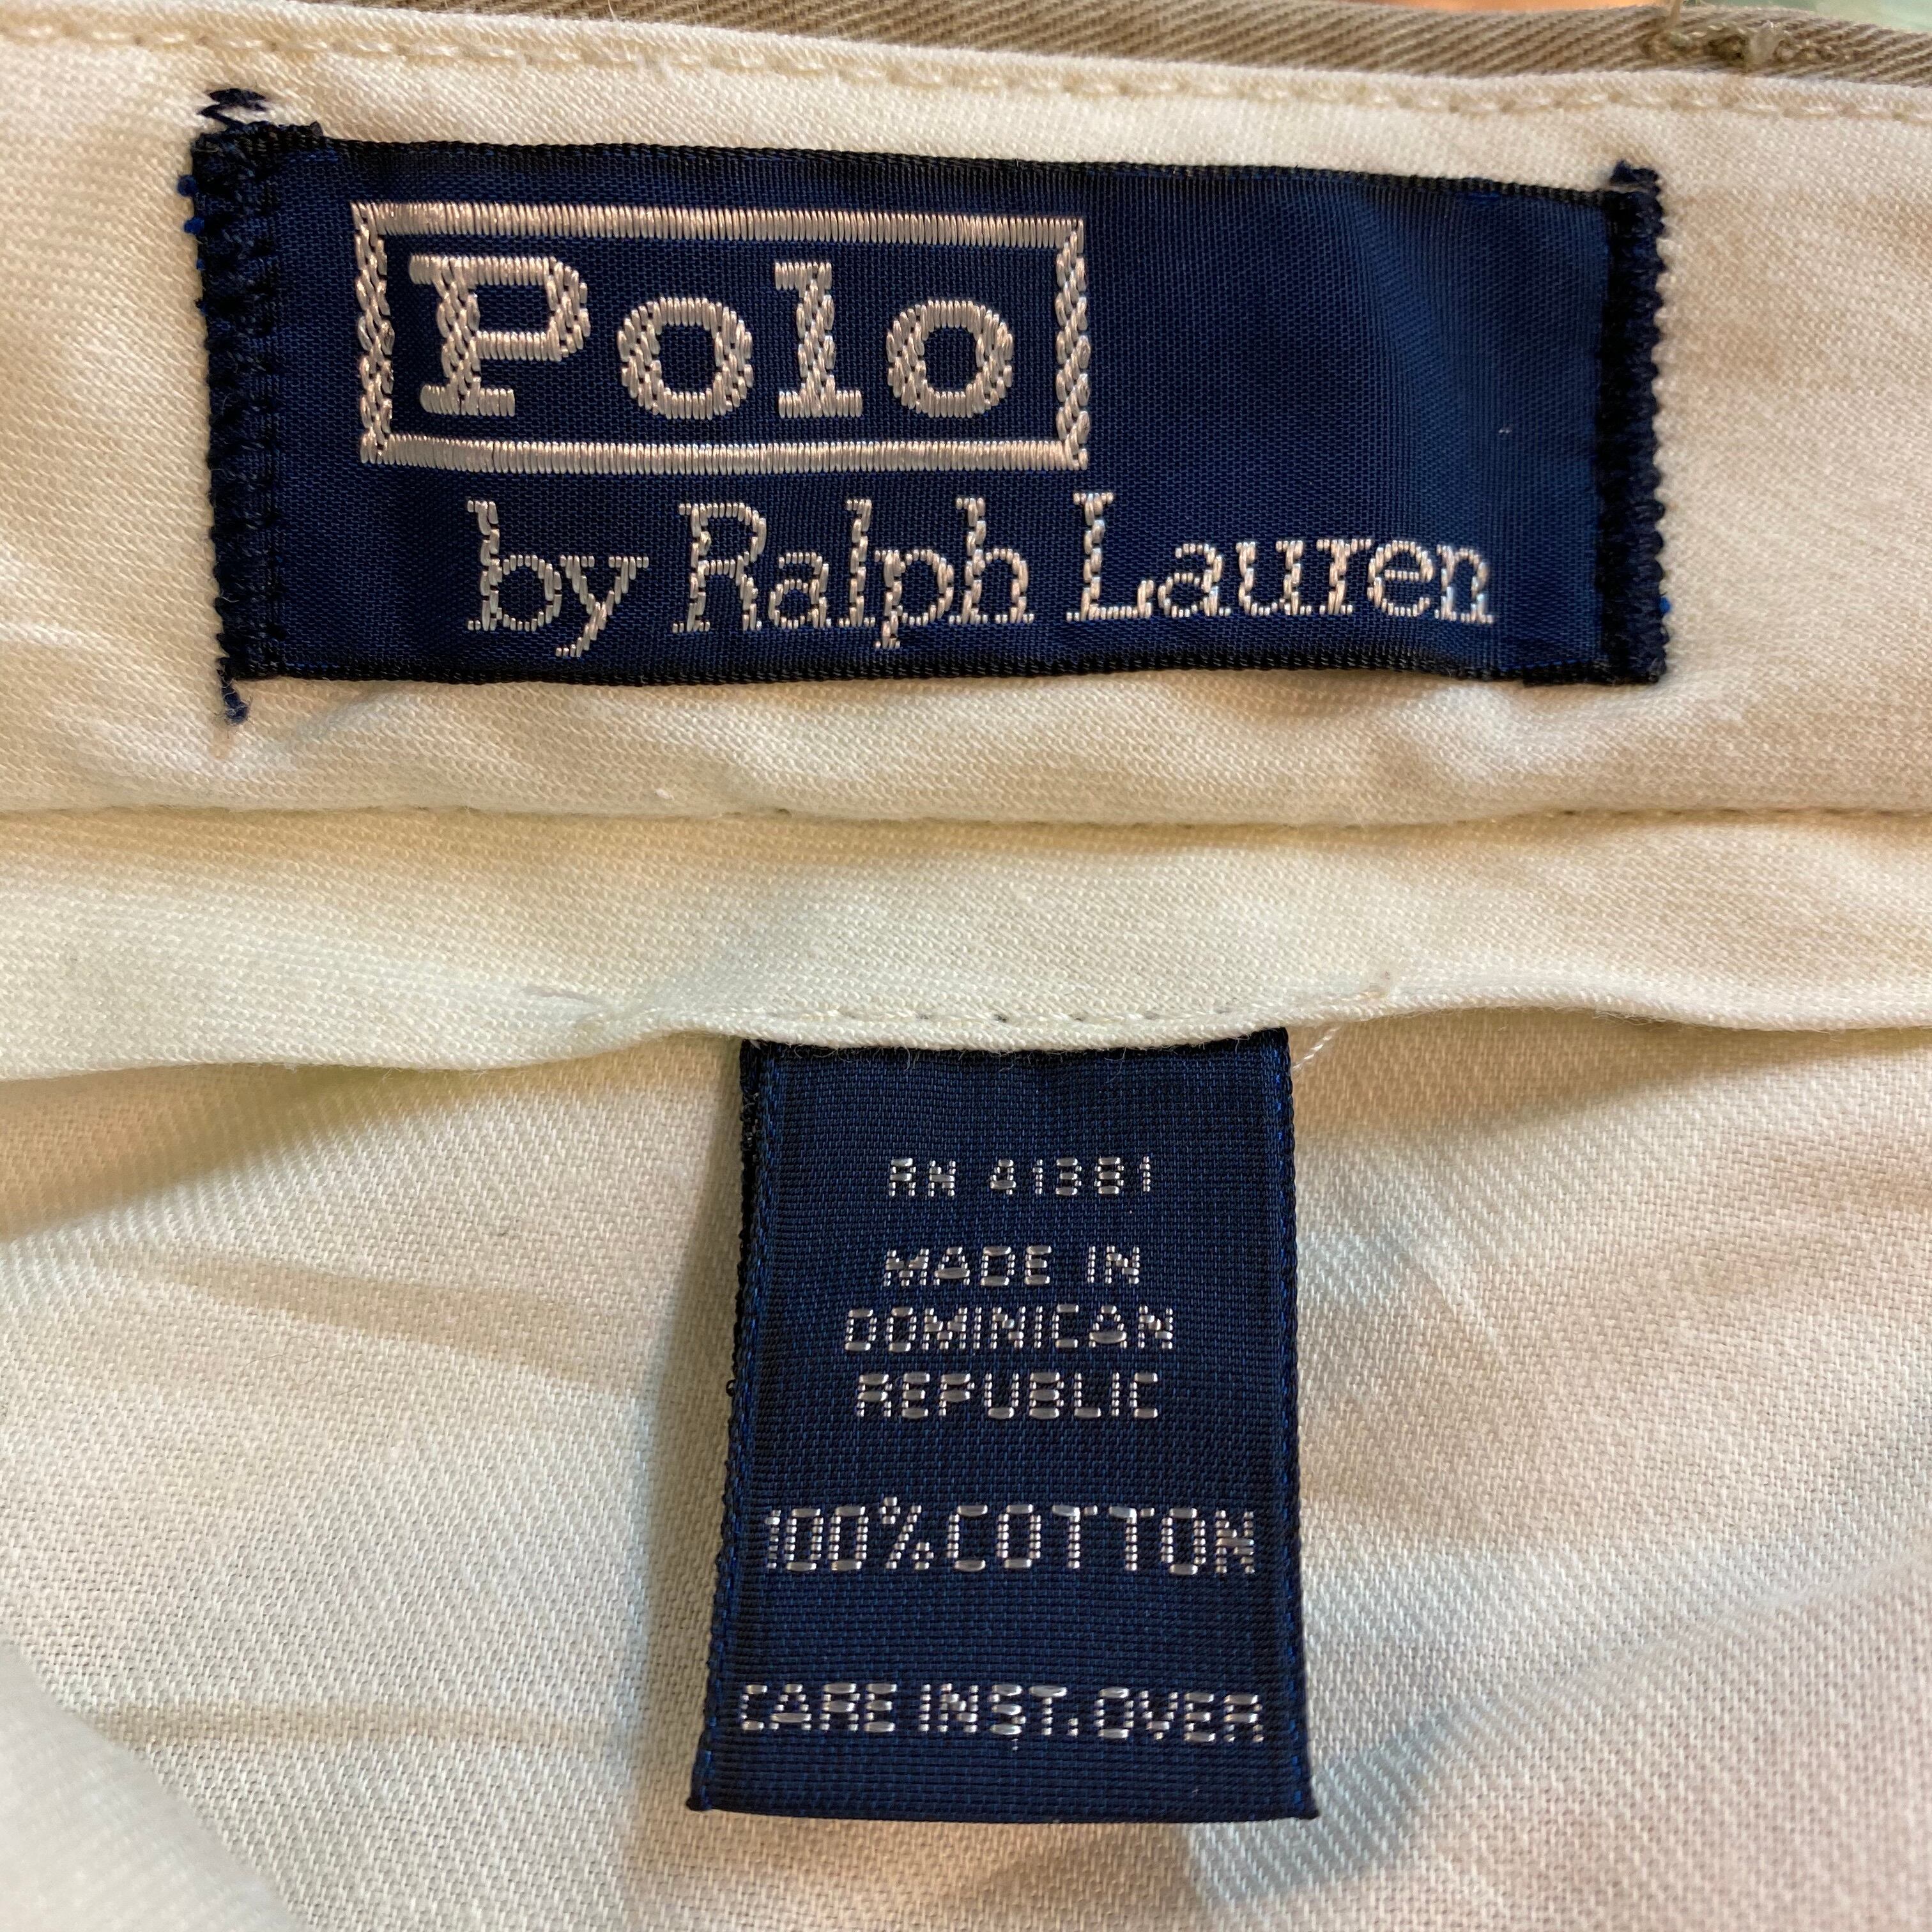 Polo
by Ralph Lauren
RN 41381
MADE IN
DOMINICAN
REPUBLIC
100% COTTON
CARE INST. OVER